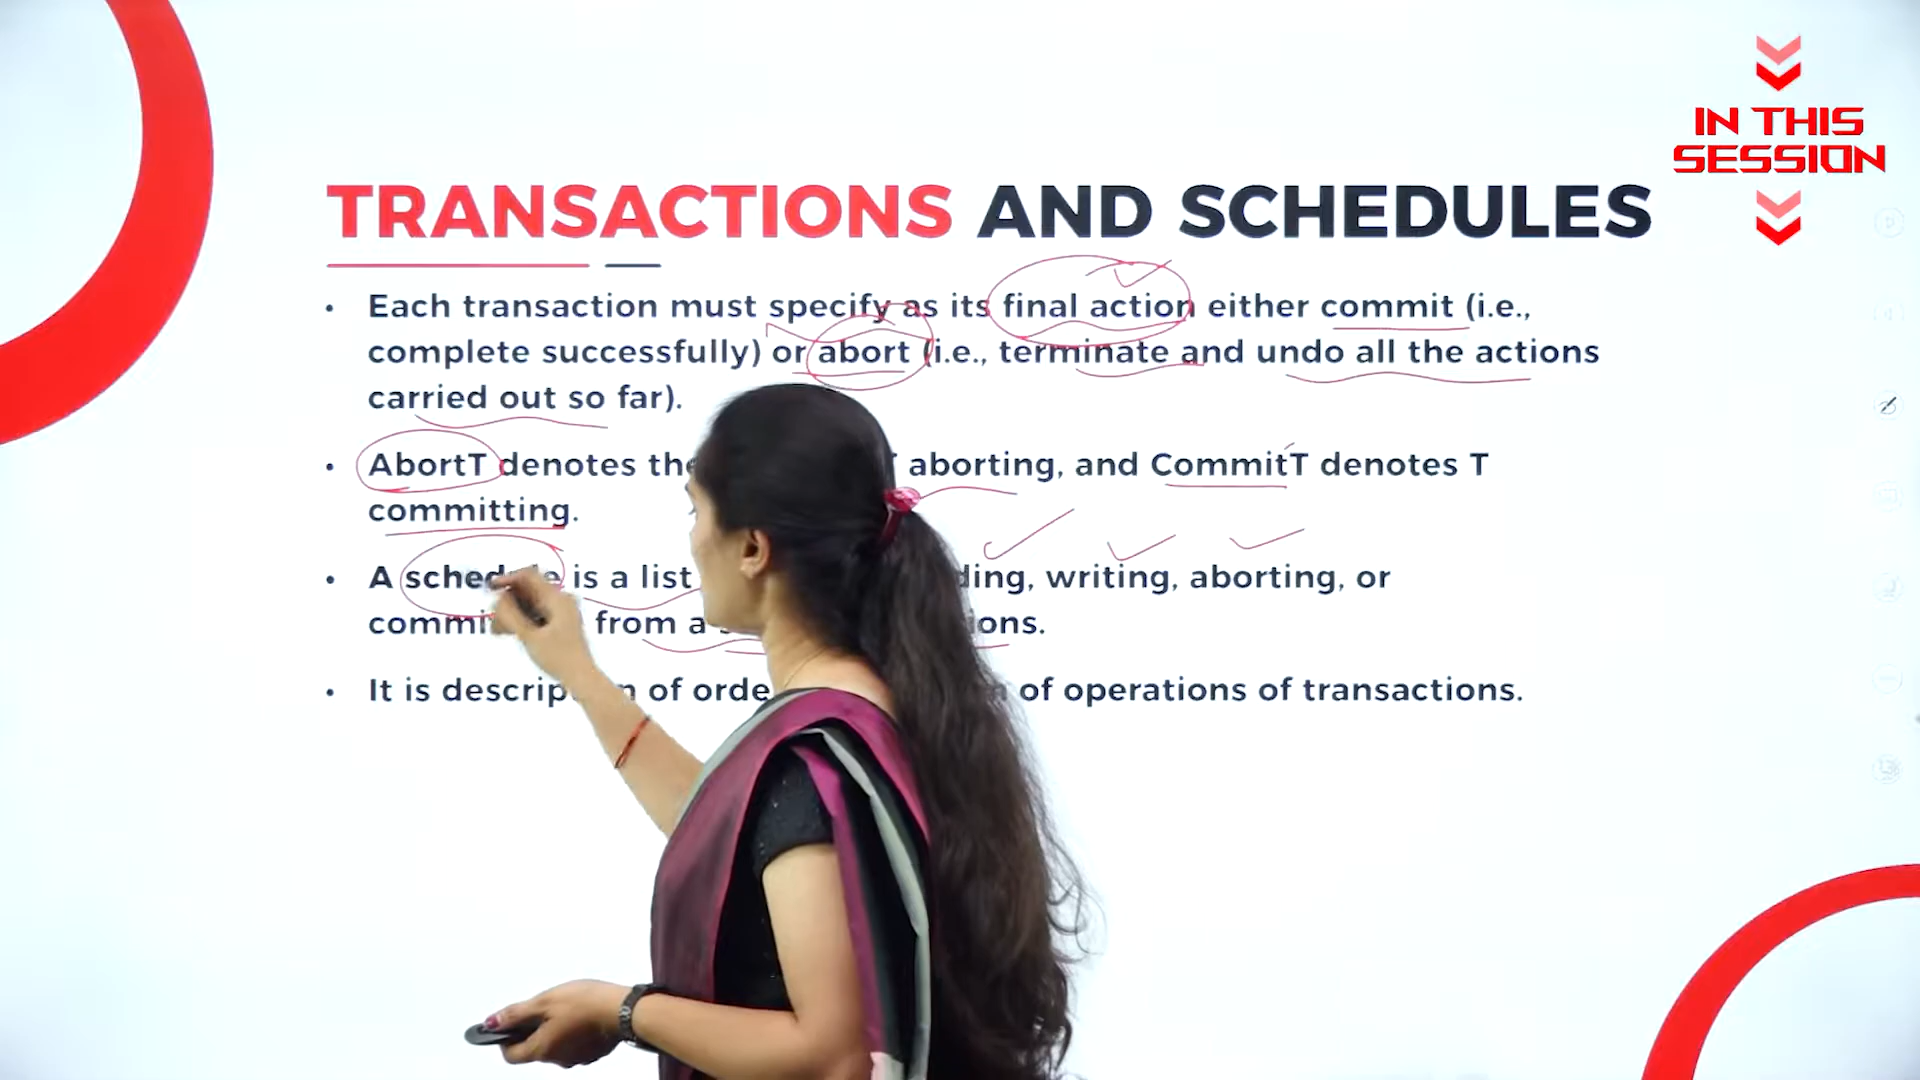 IN THIS
SESSION
TRANSACTIONS AND SCHEDULES
• Each transaction must specify as its final action either commit (i.e.,
complete successfully) or abort (i.e., terminate and undo all the actions
carried out so far).
• AbortT denotes the aborting, and CommitT denotes T
committing.
• A schedule is a list writing, aborting, or
from a
• It is of of operations of transactions.